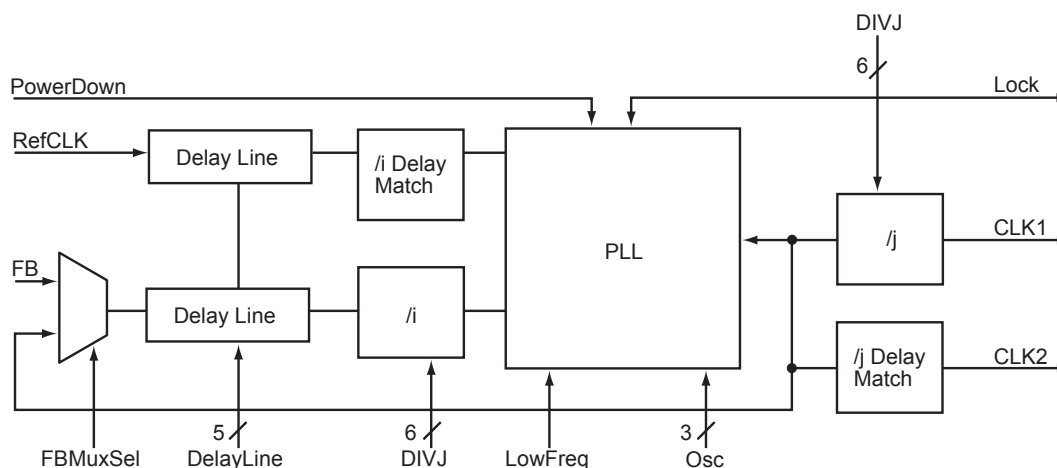 DIVJ
6
PowerDown
Lock
RefCLK
Delay Line
/i Delay
Match
PLL
/j
CLK1
FB
Delay Line
/i
/j Delay
Match
CLK2
5
6
3
FBMuxSel
DelayLine
DIVJ
LowFreq
Osc